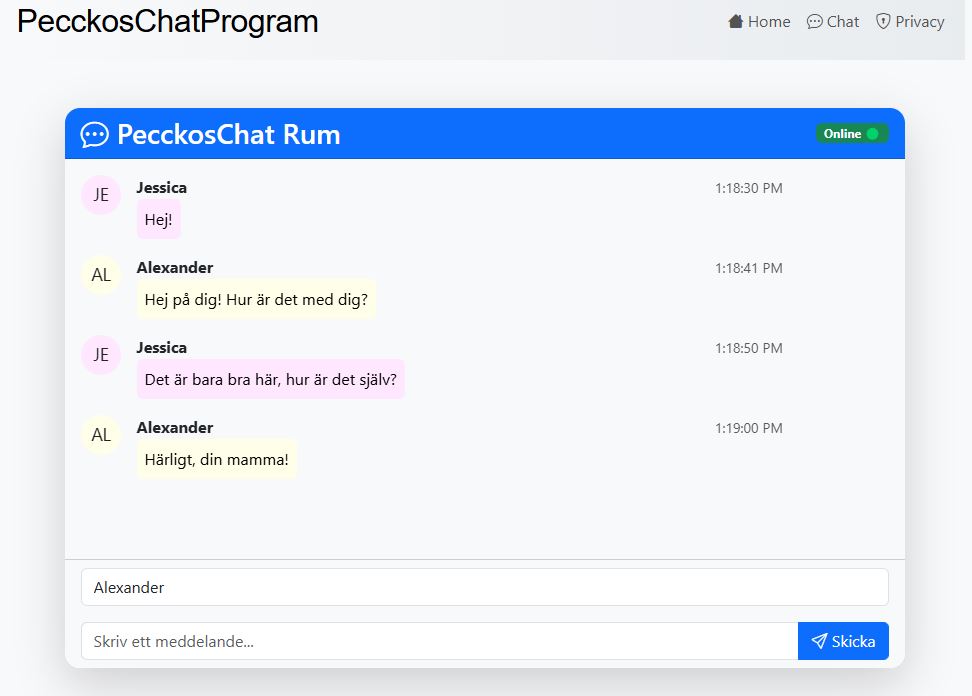 PecckosChatProgram
Home Chat Privacy
PecckosChat Rum
Online
JE
Jessica
1:18:30 PM
Hej!
AL
Alexander
1:18:41 PM
Hej på dig! Hur är det med dig?
JE
Jessica
1:18:50 PM
Det är bara bra här, hur är det själv?
AL
Alexander
1:19:00 PM
Härligt, din mamma!
Alexander
Skriv ett meddelande...
Skicka